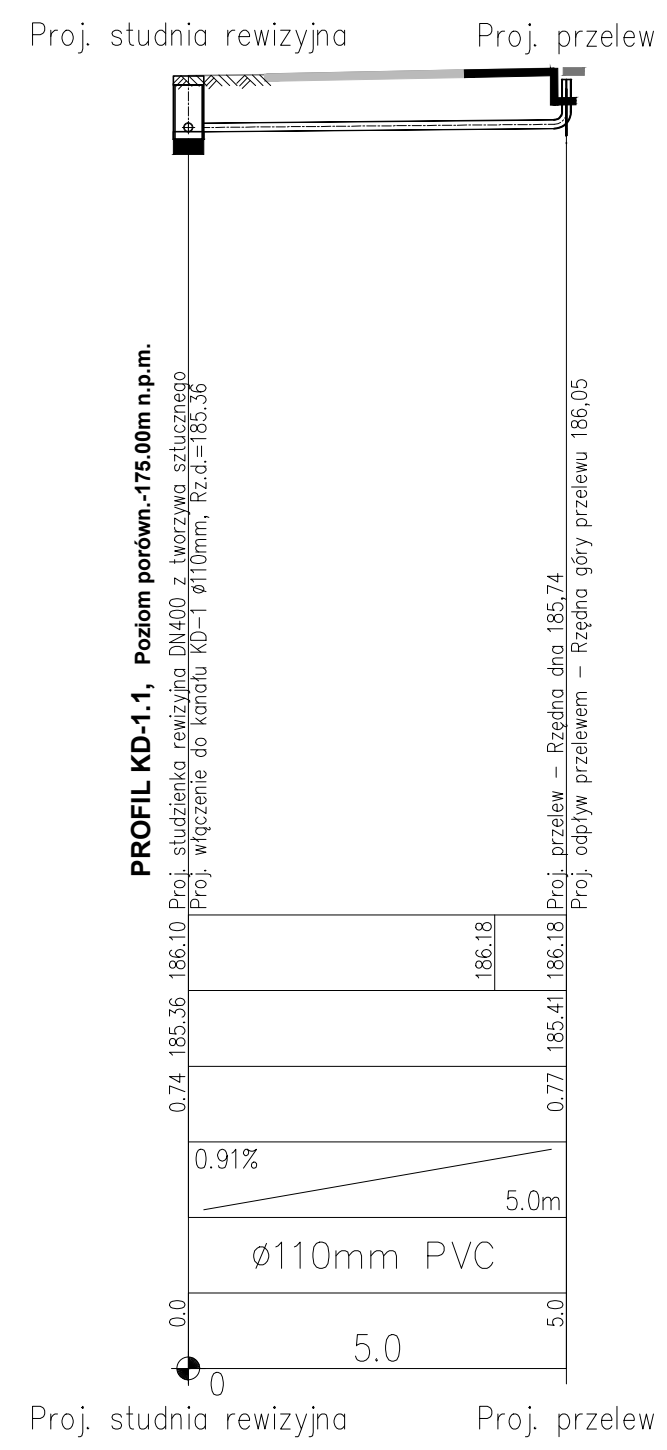 Proj. studnia rewizyjna
Proj. przelew
PROFIL KD-1.1, Poziom porówn.-175.00m n.p.m.
Proj. studzienka rewizyjna DN400 z tworzywa sztucznego
Proj. włączenie do kanału KD-1 ø110mm, Rz.d.=185.36
Proj. przelew - Rzędna dna 185,74
Proj. odpływ przelewem - Rzędna góry przelewu 186,05
186.10
186.18
186.18
185.36
185.41
0.74
0.77
0.91%
5.0m
ø110mm PVC
0.0
5.0
5.0
0
Proj. studnia rewizyjna
Proj. przelew